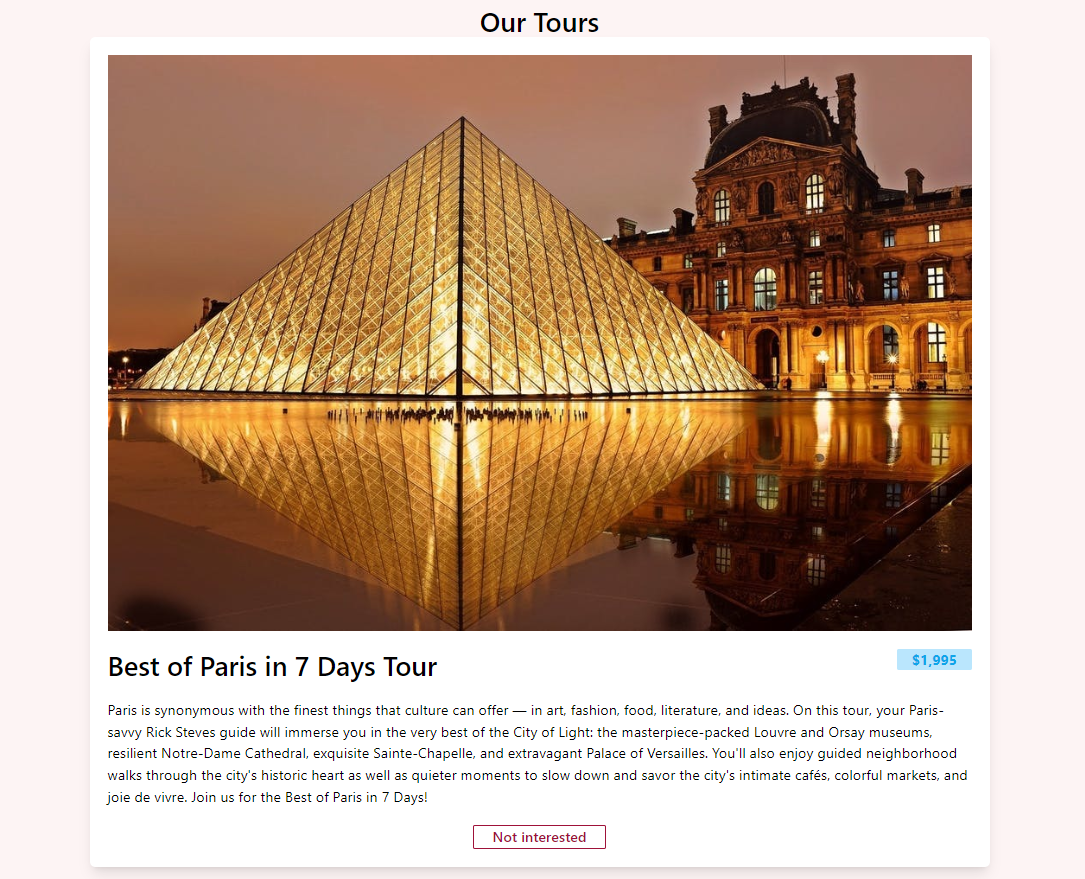 Our Tours
Best of Paris in 7 Days Tour
$1,995
Paris is synonymous with the finest things that culture can offer — in art, fashion, food, literature, and ideas. On this tour, your Paris-
savvy Rick Steves guide will immerse you in the very best of the City of Light: the masterpiece-packed Louvre and Orsay museums,
resilient Notre-Dame Cathedral, exquisite Sainte-Chapelle, and extravagant Palace of Versailles. You'll also enjoy guided neighborhood
walks through the city's historic heart as well as quieter moments to slow down and savor the city's intimate cafés, colorful markets, and
joie de vivre. Join us for the Best of Paris in 7 Days!
Not interested